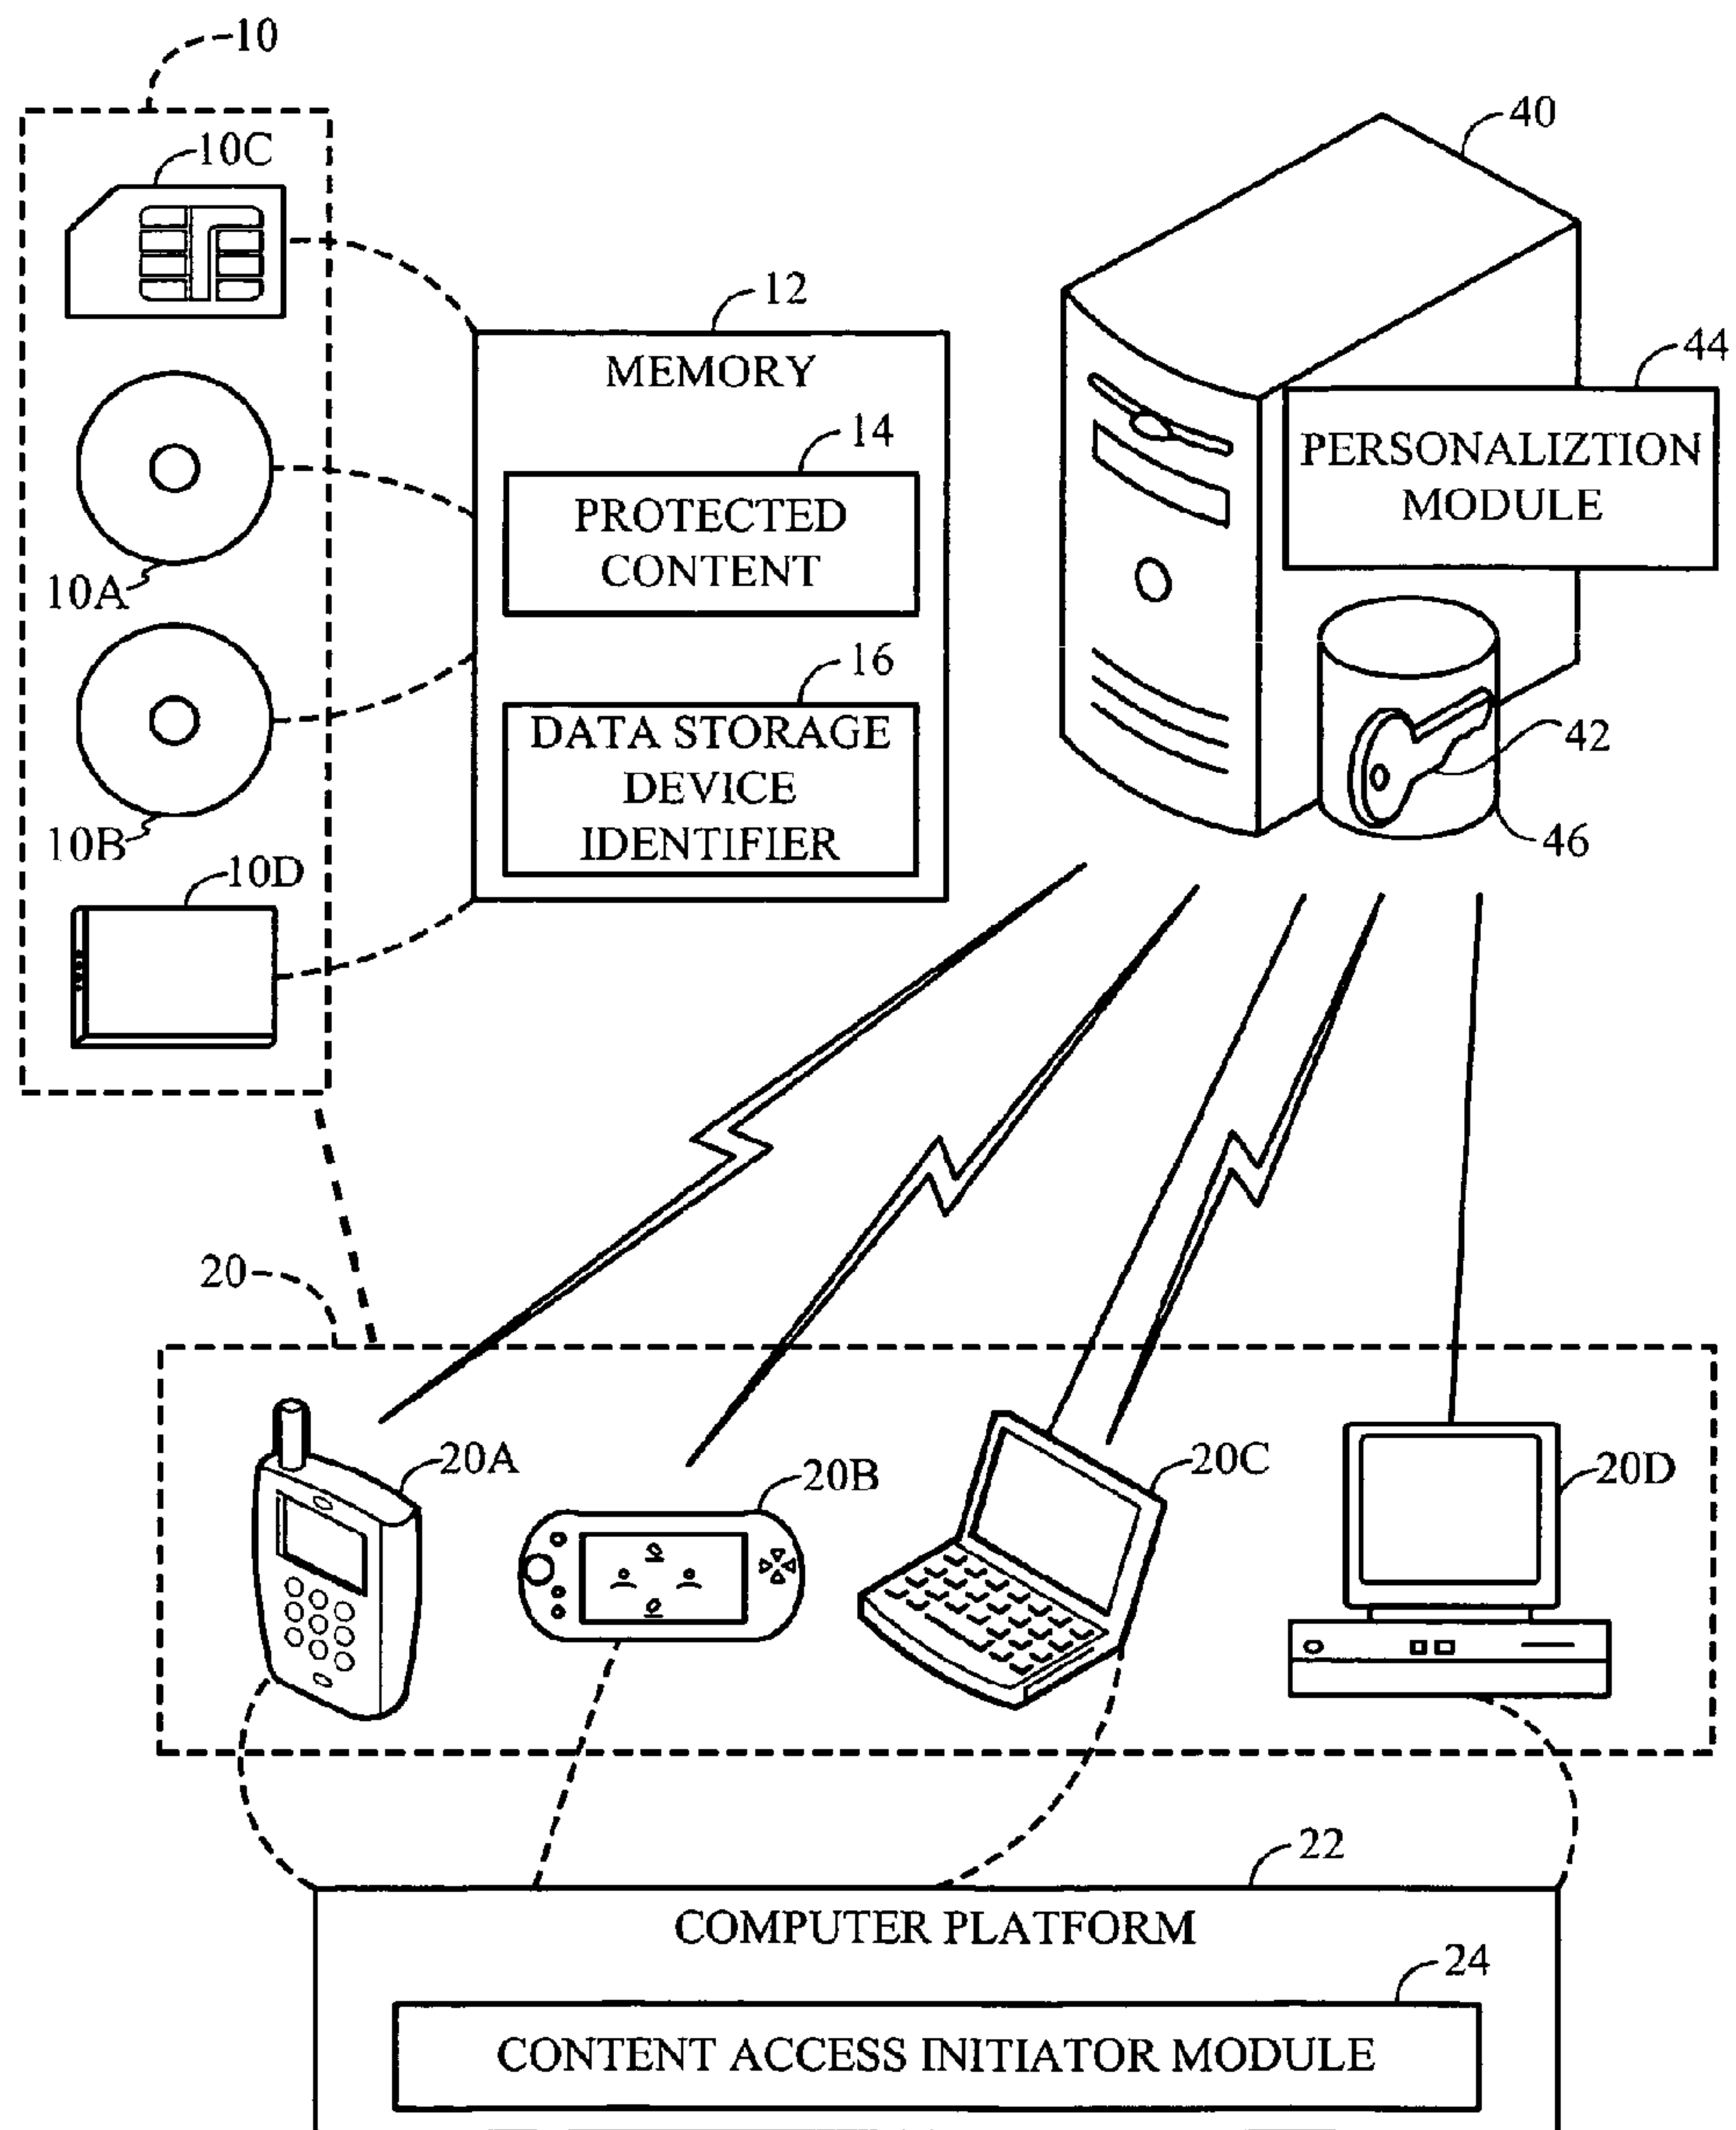 10
10C
40
12
MEMORY
44
14
PERSONALIZTION
MODULE
PROTECTED
CONTENT
10A
16
DATA STORAGE
DEVICE
IDENTIFIER
42
10B
46
10D
20
20A
20B
20C
20D
22
COMPUTER PLATFORM
24
CONTENT ACCESS INITIATOR MODULE